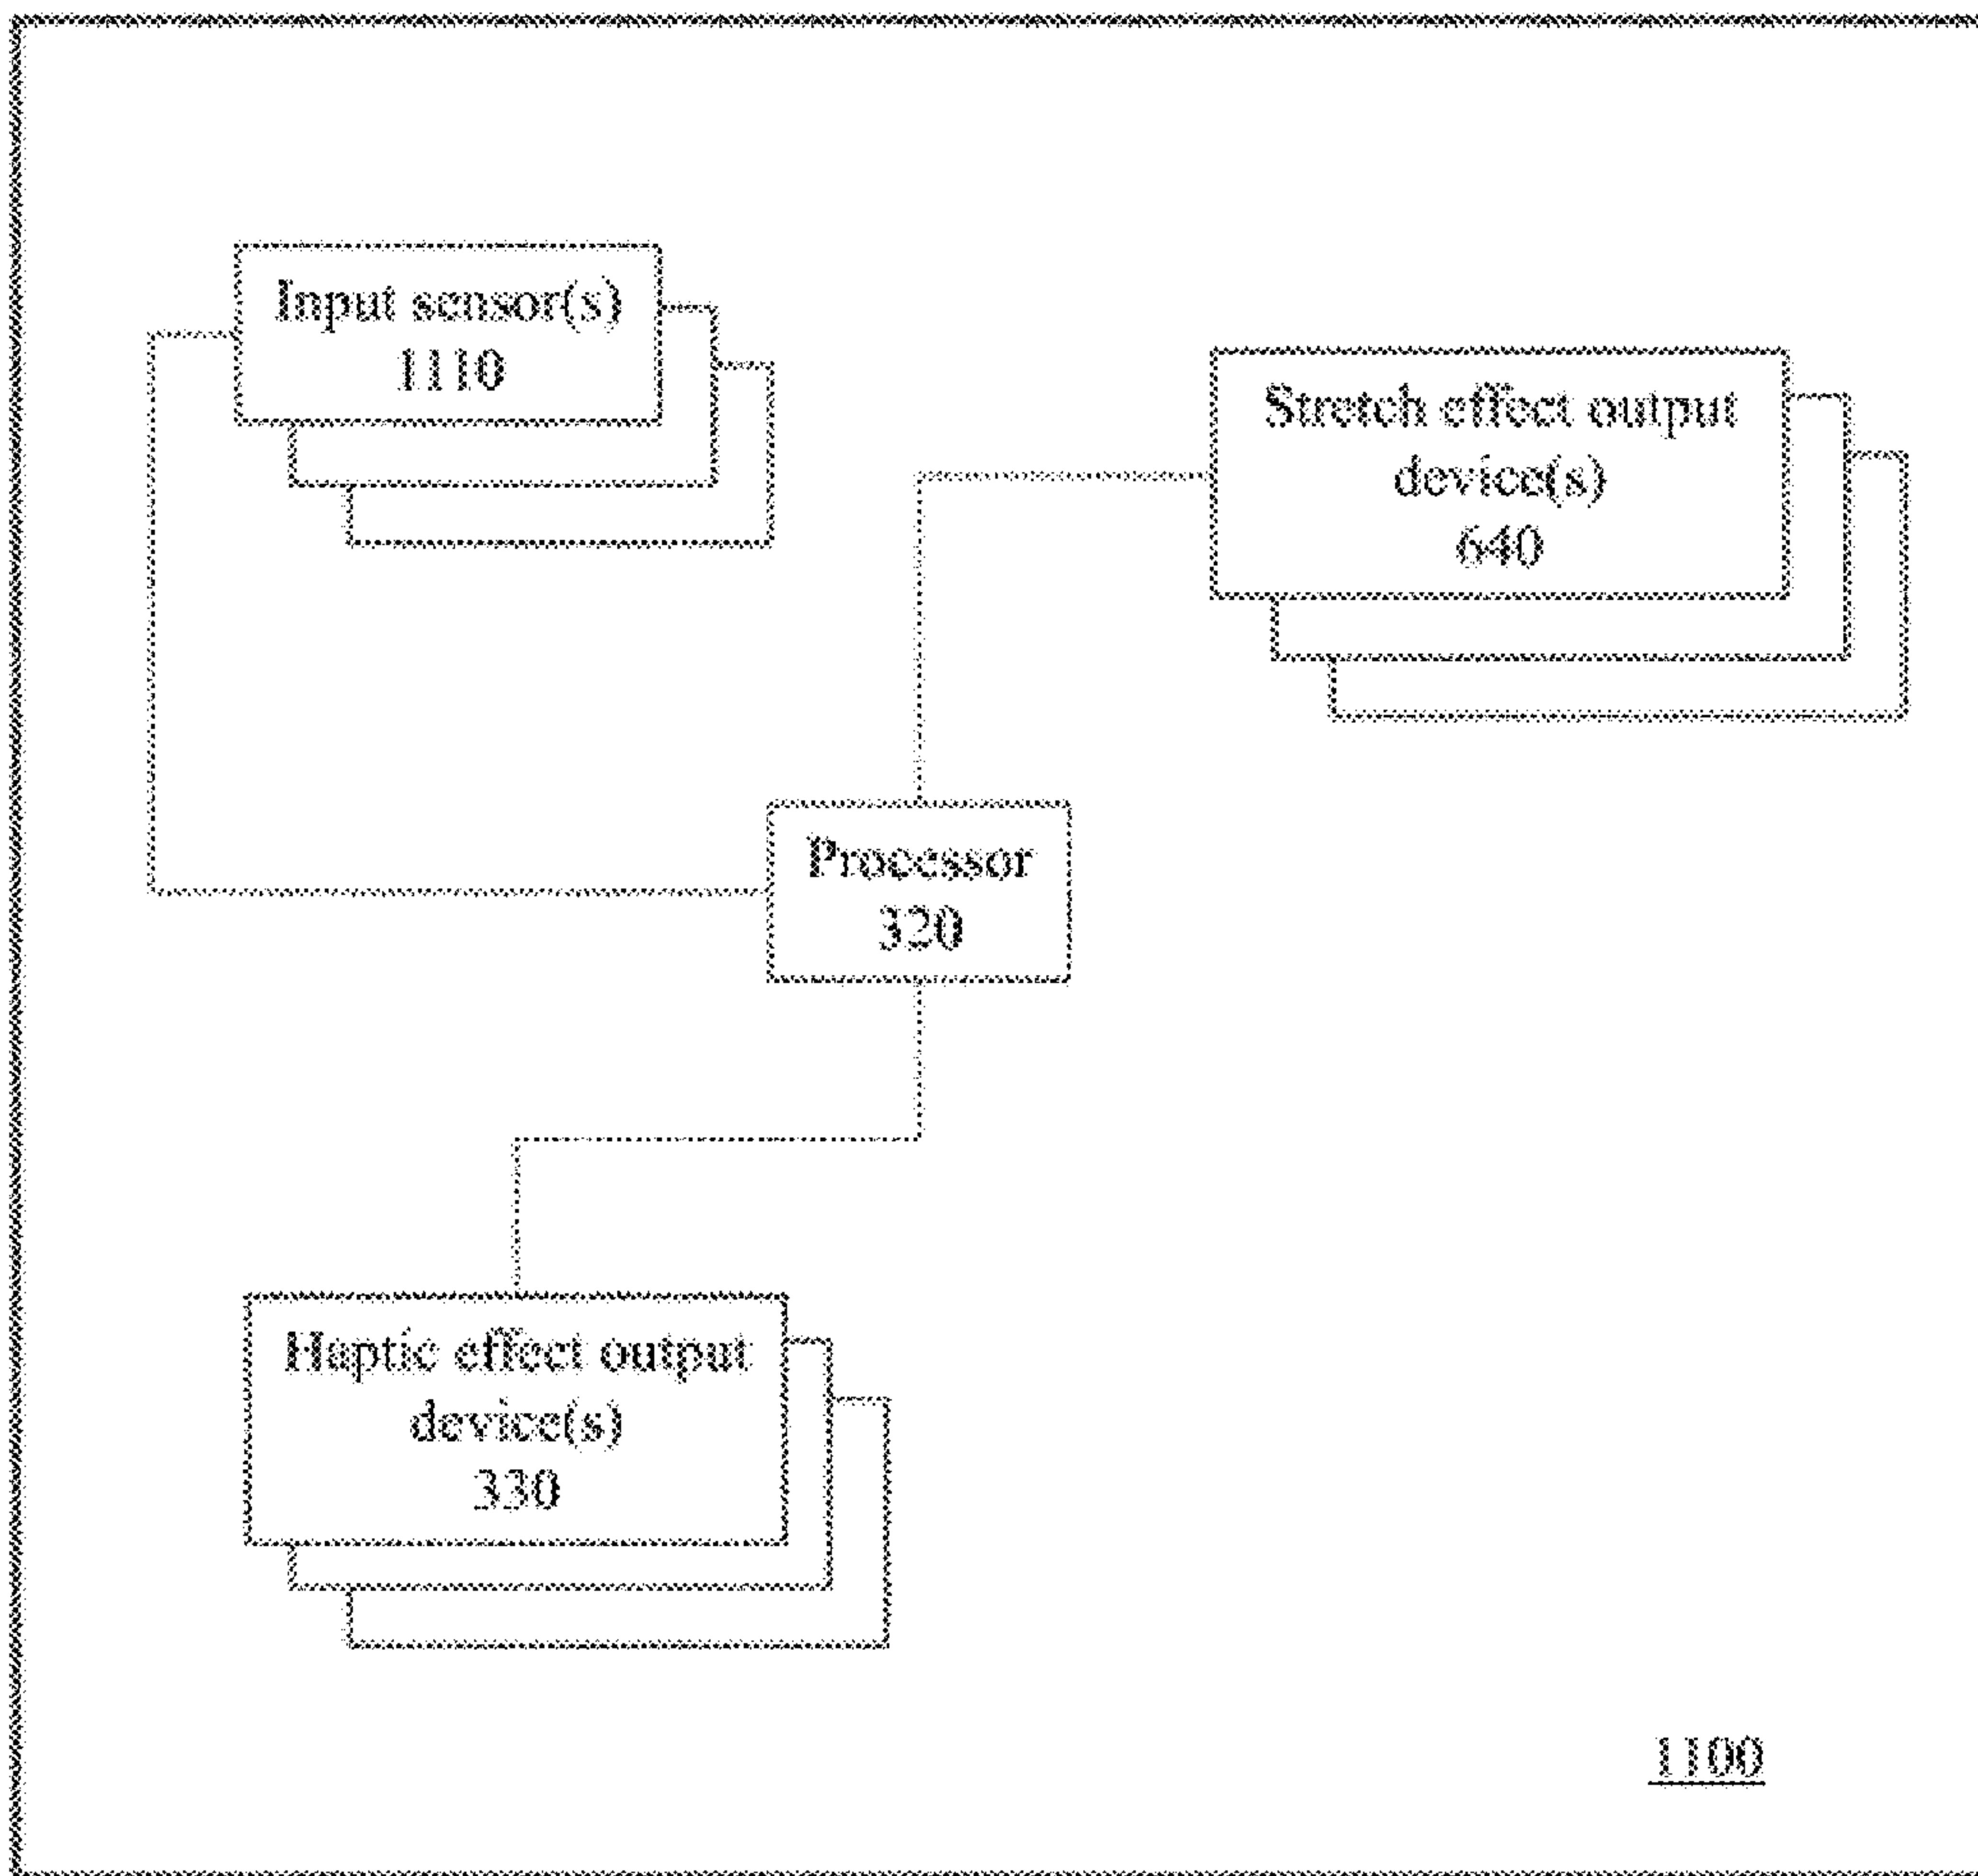 Input sensor(s)
1110
Stretch effect output
device(s)
640
Processor
320
Haptic effect output
device(s)
330
1100